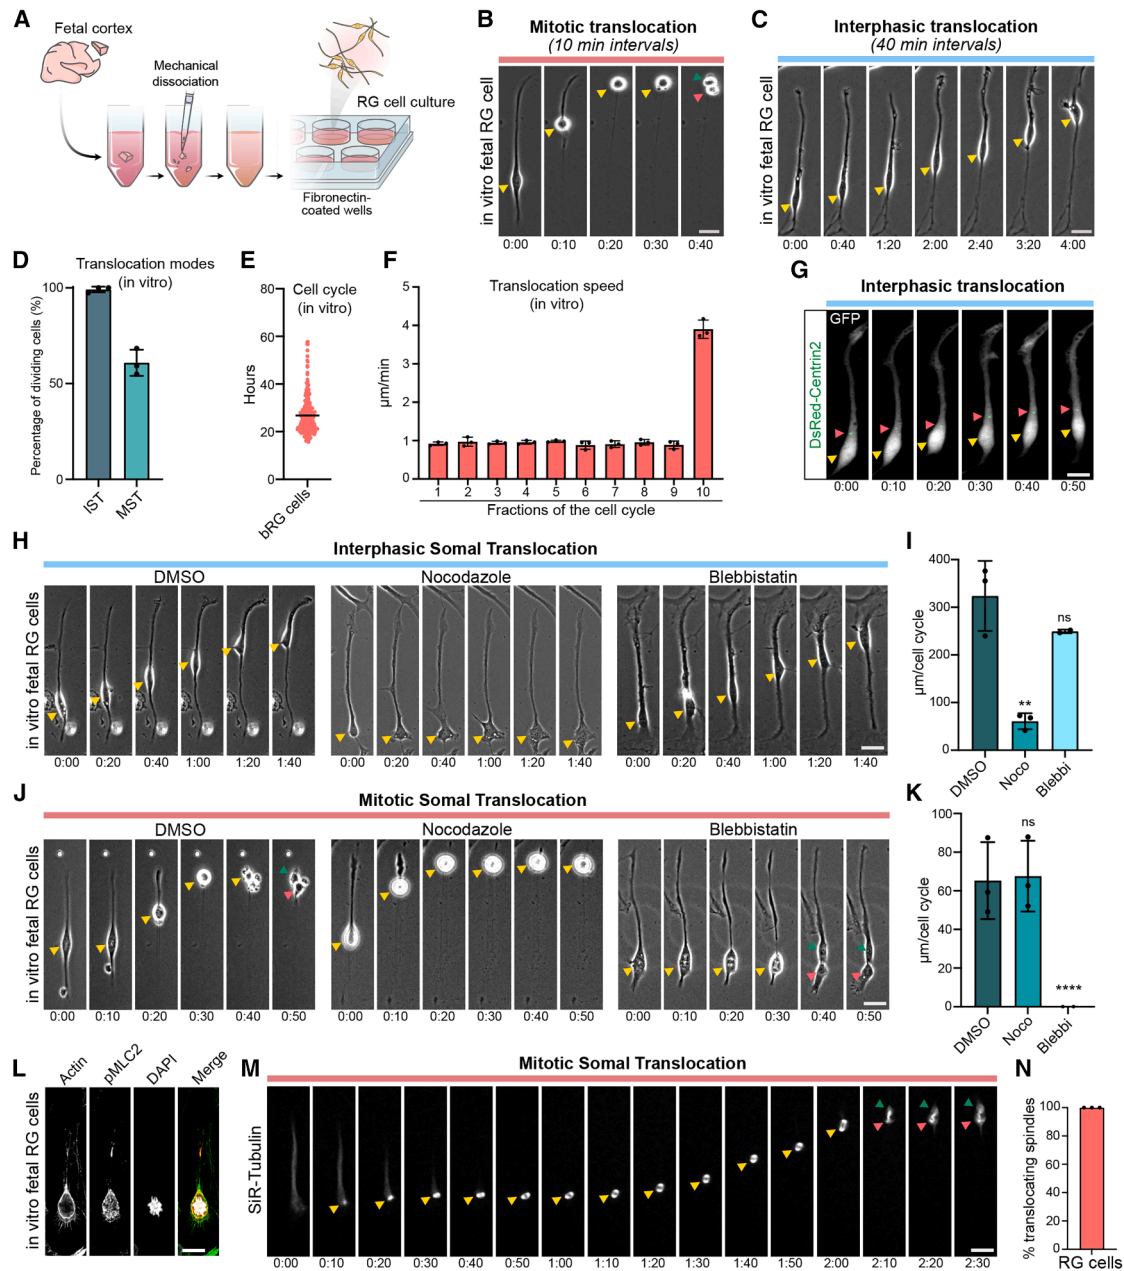 A
Fetal cortex
Mechanical
dissociation
RG cell culture
Fibronectin-
coated wells
B
Mitotic translocation
(10 min intervals)
in vitro fetal RG cell
0:00 0:10 0:20 0:30 0:40
C
Interphasic translocation
(40 min intervals)
in vitro fetal RG cell
0:00 0:40 1:20 2:00 2:40 3:20 4:00
D
Translocation modes
(in vitro)
Percentage of dividing cells (%)
100
50
0
IST MST
E
Cell cycle
(in vitro)
Hours
80
60
40
20
0
bRG cells
F
Translocation speed
(in vitro)
µm/min
5
4
3
2
1
0
1 2 3 4 5 6 7 8 9 10
Fractions of the cell cycle
G
Interphasic translocation
GFP
DsRed-Centrin2
0:00 0:10 0:20 0:30 0:40 0:50
H
Interphasic Somal Translocation
DMSO Nocodazole Blebbistatin
in vitro fetal RG cells
0:00 0:20 0:40 1:00 1:20 1:40 0:00 0:20 0:40 1:00 1:20 1:40 0:00 0:20 0:40 1:00 1:20 1:40
I
µm/cell cycle
400
300
200
100
0
**
ns
DMSO Noco Blebbi
J
Mitotic Somal Translocation
DMSO Nocodazole Blebbistatin
in vitro fetal RG cells
0:00 0:10 0:20 0:30 0:40 0:50 0:00 0:10 0:20 0:30 0:40 0:50 0:00 0:10 0:20 0:30 0:40 0:50
K
µm/cell cycle
100
80
60
40
20
0
ns
****
DMSO Noco Blebbi
L
Actin pMLC2 DAPI Merge
in vitro fetal RG cells
M
Mitotic Somal Translocation
SiR-Tubulin
0:00 0:10 0:20 0:30 0:40 0:50 1:00 1:10 1:20 1:30 1:40 1:50 2:00 2:10 2:20 2:30
N
% translocating spindles
100
80
60
40
20
0
RG cells